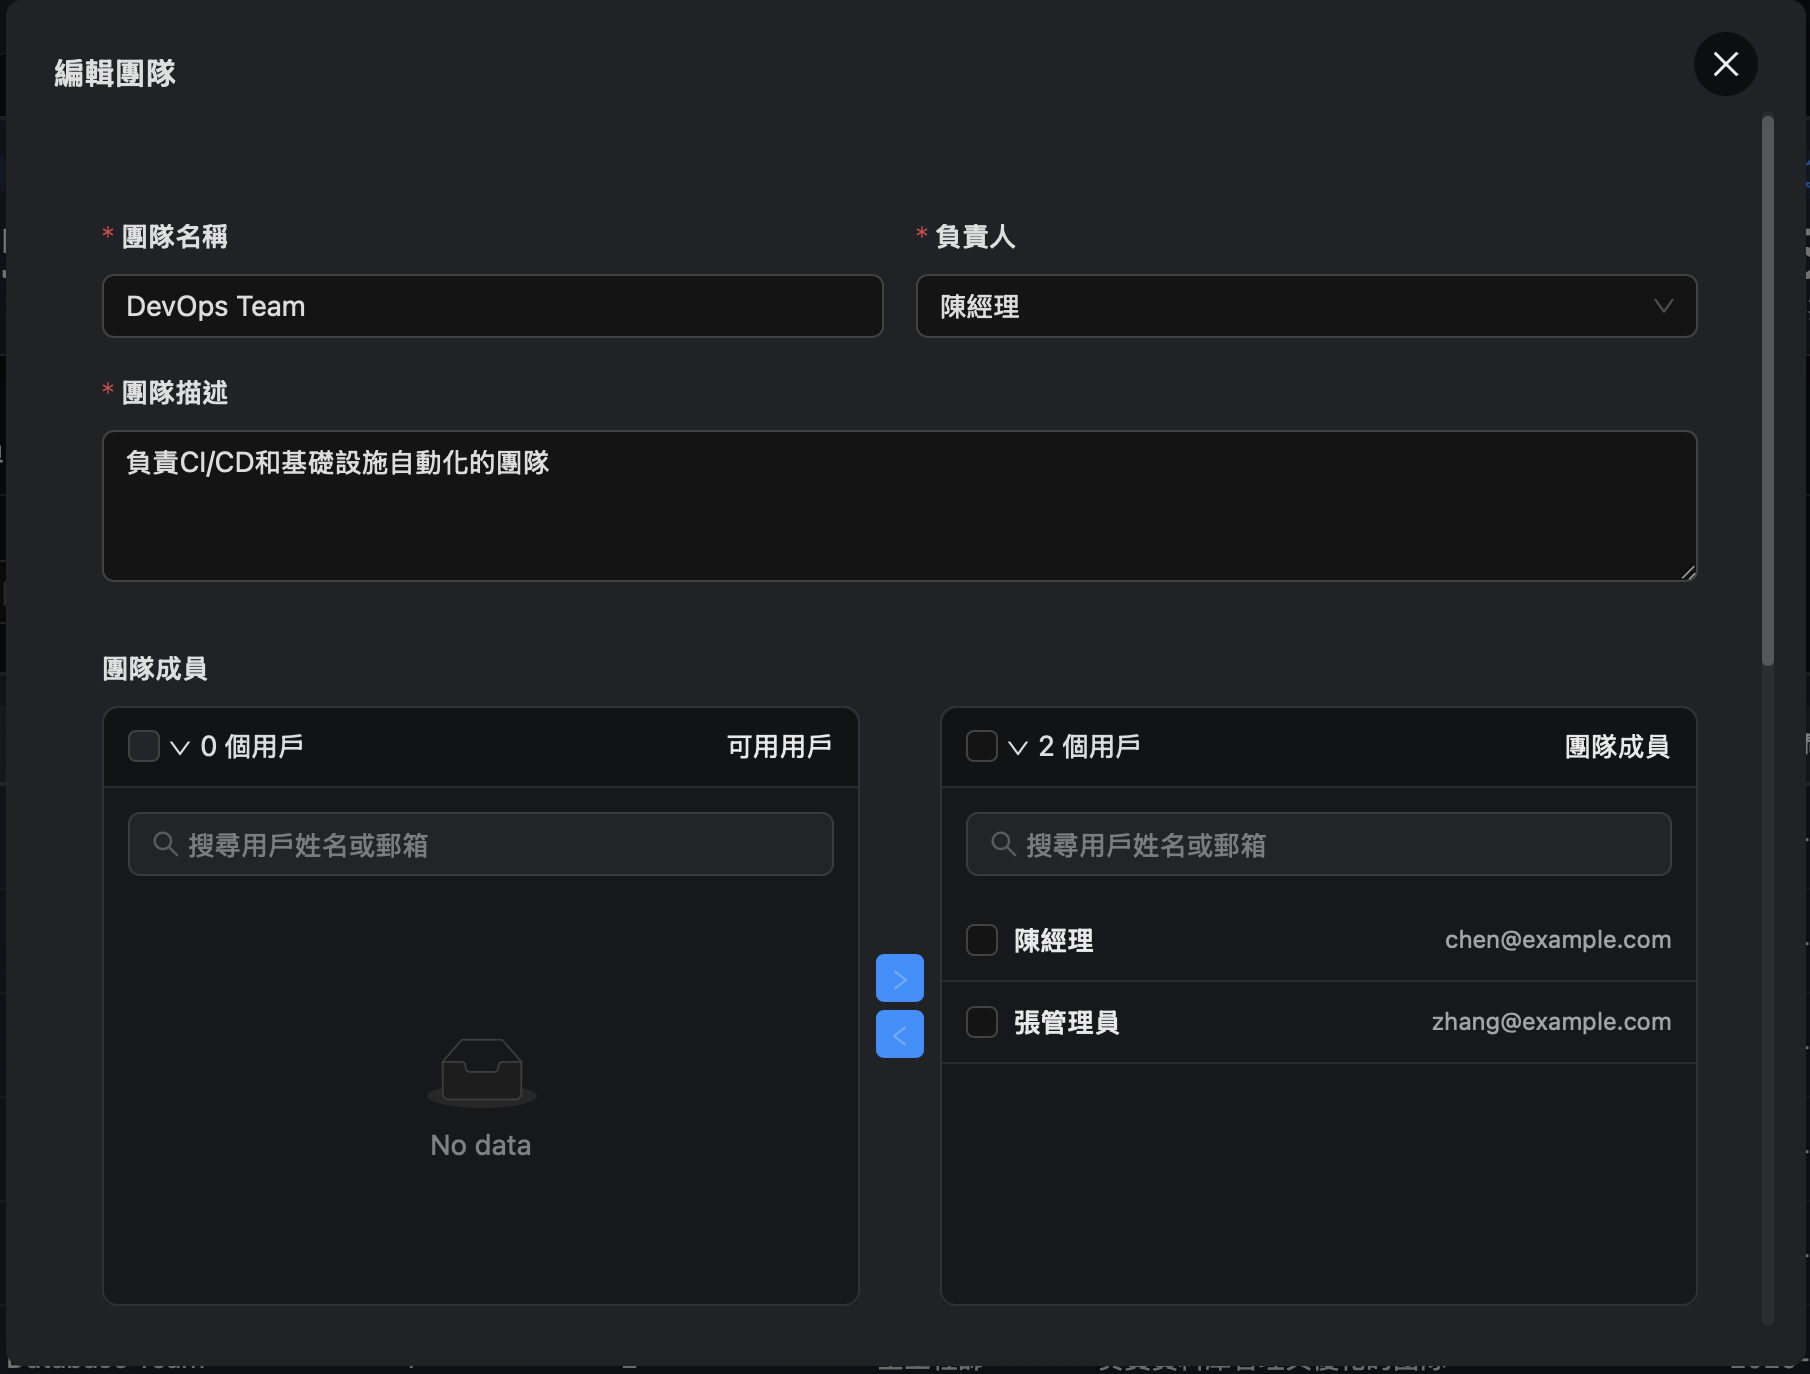 編輯團隊
* 團隊名稱
* 負責人
DevOps Team
陳經理
* 團隊描述
負責CI/CD和基礎設施自動化的團隊
團隊成員
0 個用戶 可用用戶
搜尋用戶姓名或郵箱
No data
2 個用戶 團隊成員
搜尋用戶姓名或郵箱
陳經理 chen@example.com
張管理員 zhang@example.com